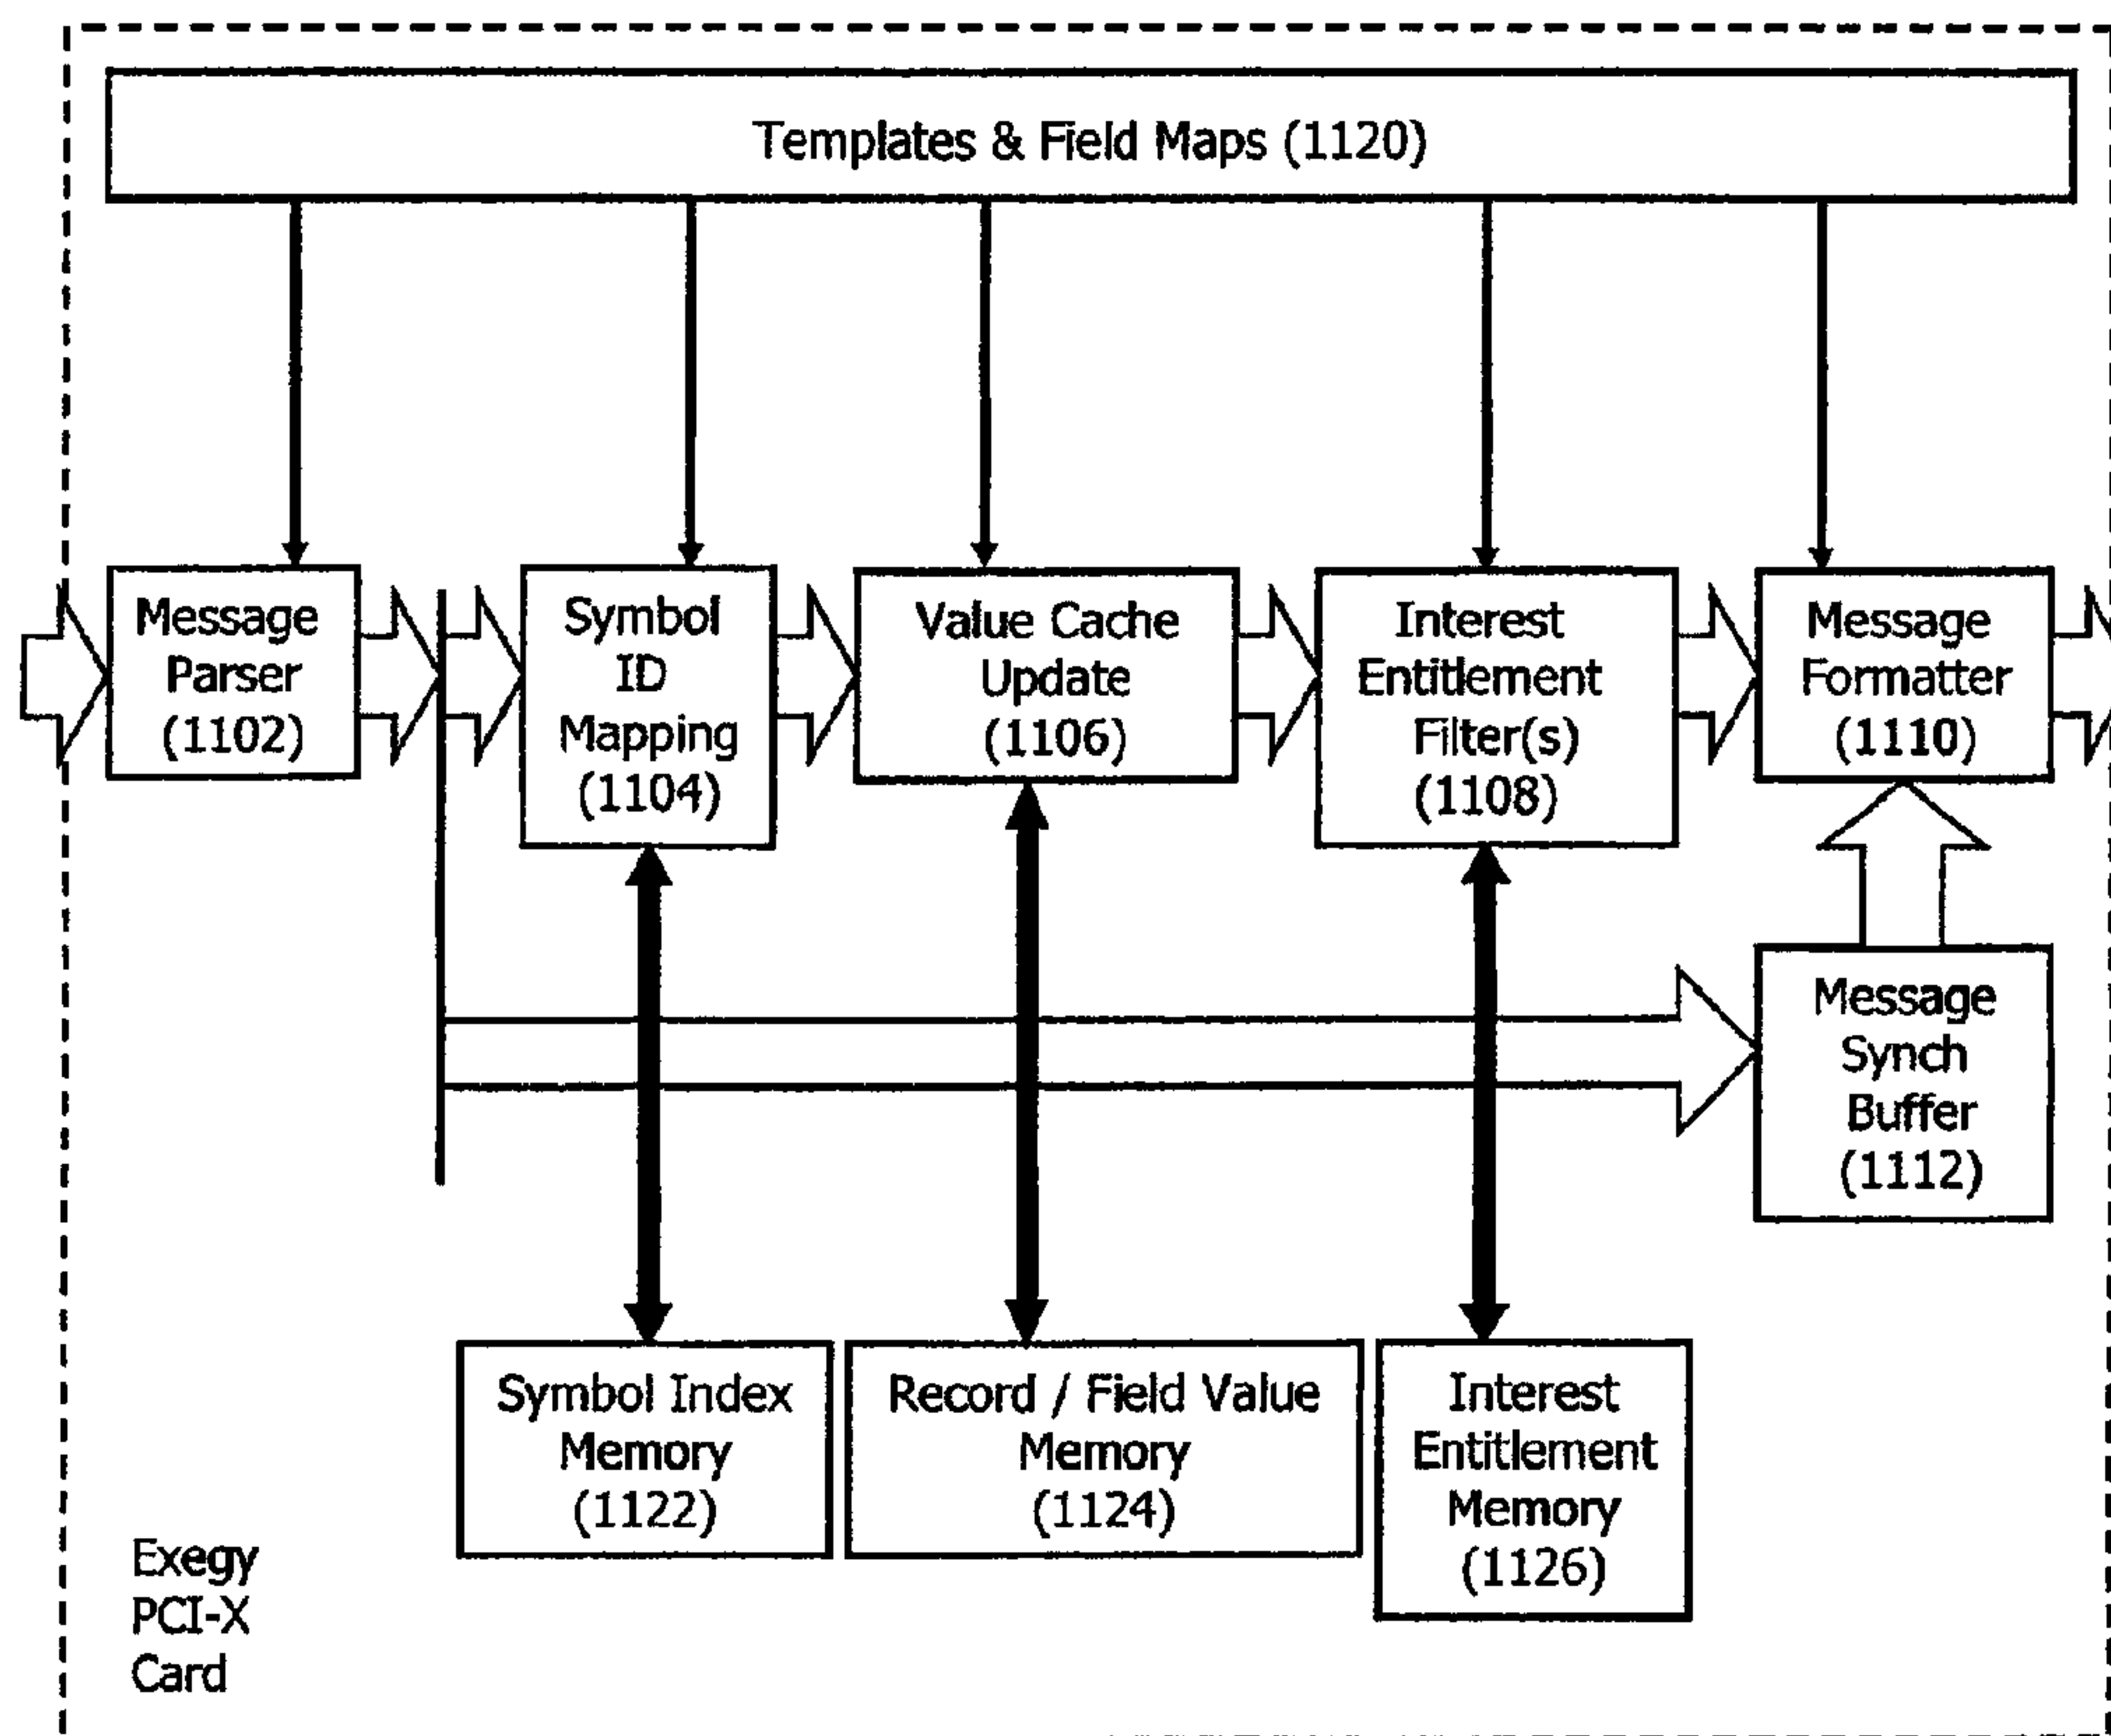 Templates & Field Maps (1120)
Message
Parser
(1102)
Symbol
ID
Mapping
(1104)
Value Cache
Update
(1106)
Interest
Entitlement
Filter(s)
(1108)
Message
Formatter
(1110)
Message
Synch
Buffer
(1112)
Symbol Index
Memory
(1122)
Record / Field Value
Memory
(1124)
Interest
Entitlement
Memory
(1126)
Exegy
PCI-X
Card